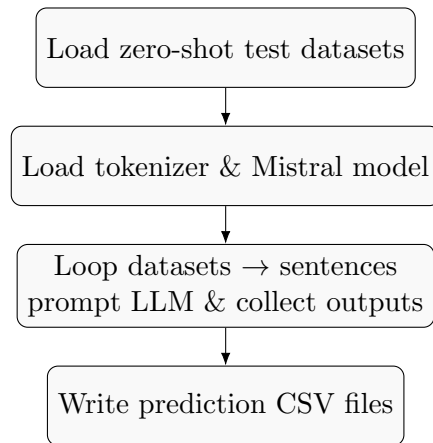 Load zero-shot test datasets
Load tokenizer & Mistral model
Loop datasets → sentences
prompt LLM & collect outputs
Write prediction CSV files